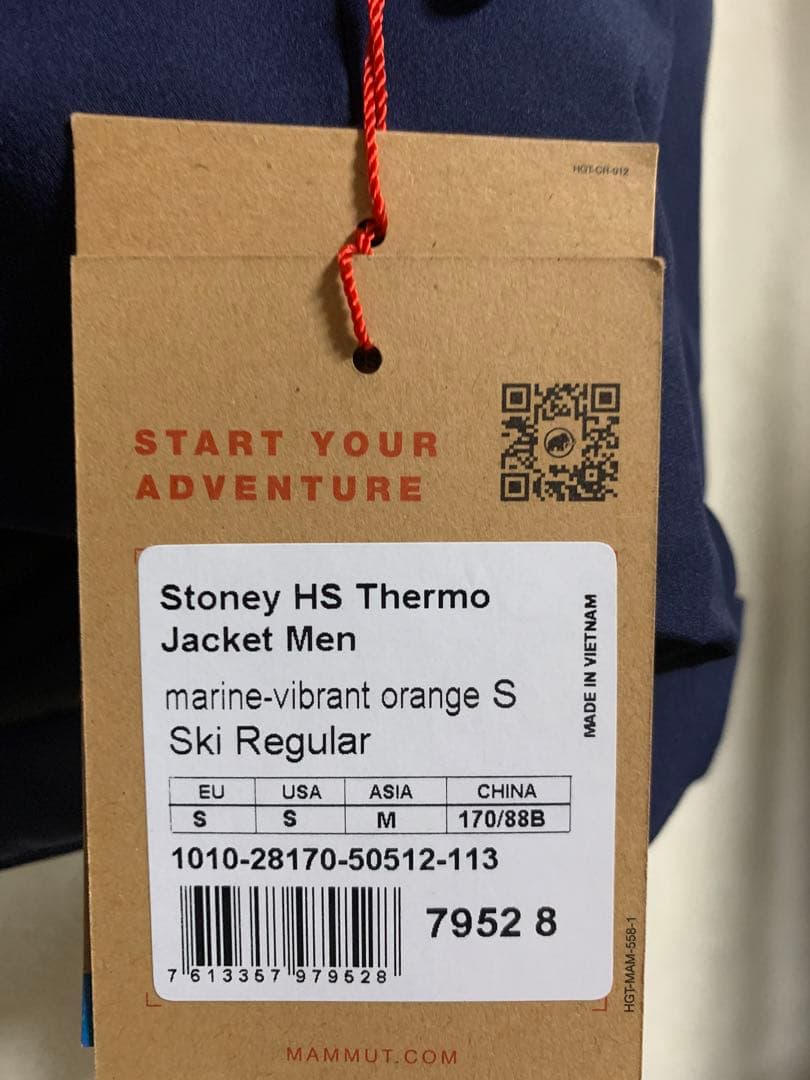 HGT-CH-012
START YOUR
ADVENTURE
Stoney HS Thermo
Jacket Men
marine-vibrant orange S
Ski Regular
MADE IN VIETNAM
EU USA ASIA CHINA
S S M 170/88B
1010-28170-50512-113
7952 8
7 613357 979528
HGT-MAM-558-1
MAMMUT.COM